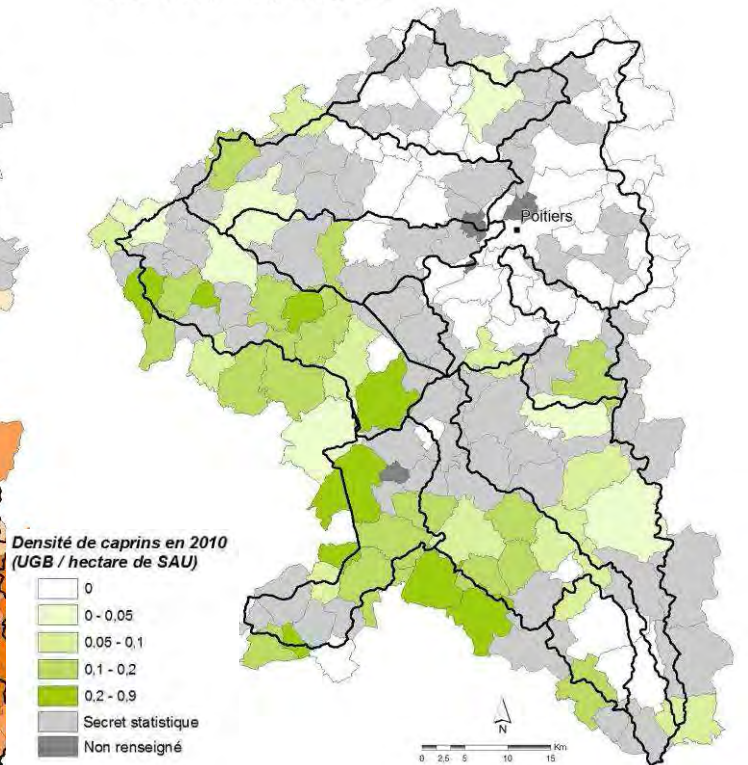 Poitiers
Densité de caprins en 2010
(UGB / hectare de SAU)
0
0 - 0,05
0.05 - 0,1
0,1 - 0,2
0,2 - 0,9
Secret statistique
Non renseigné
N
Km
0 2,5 5 10 15